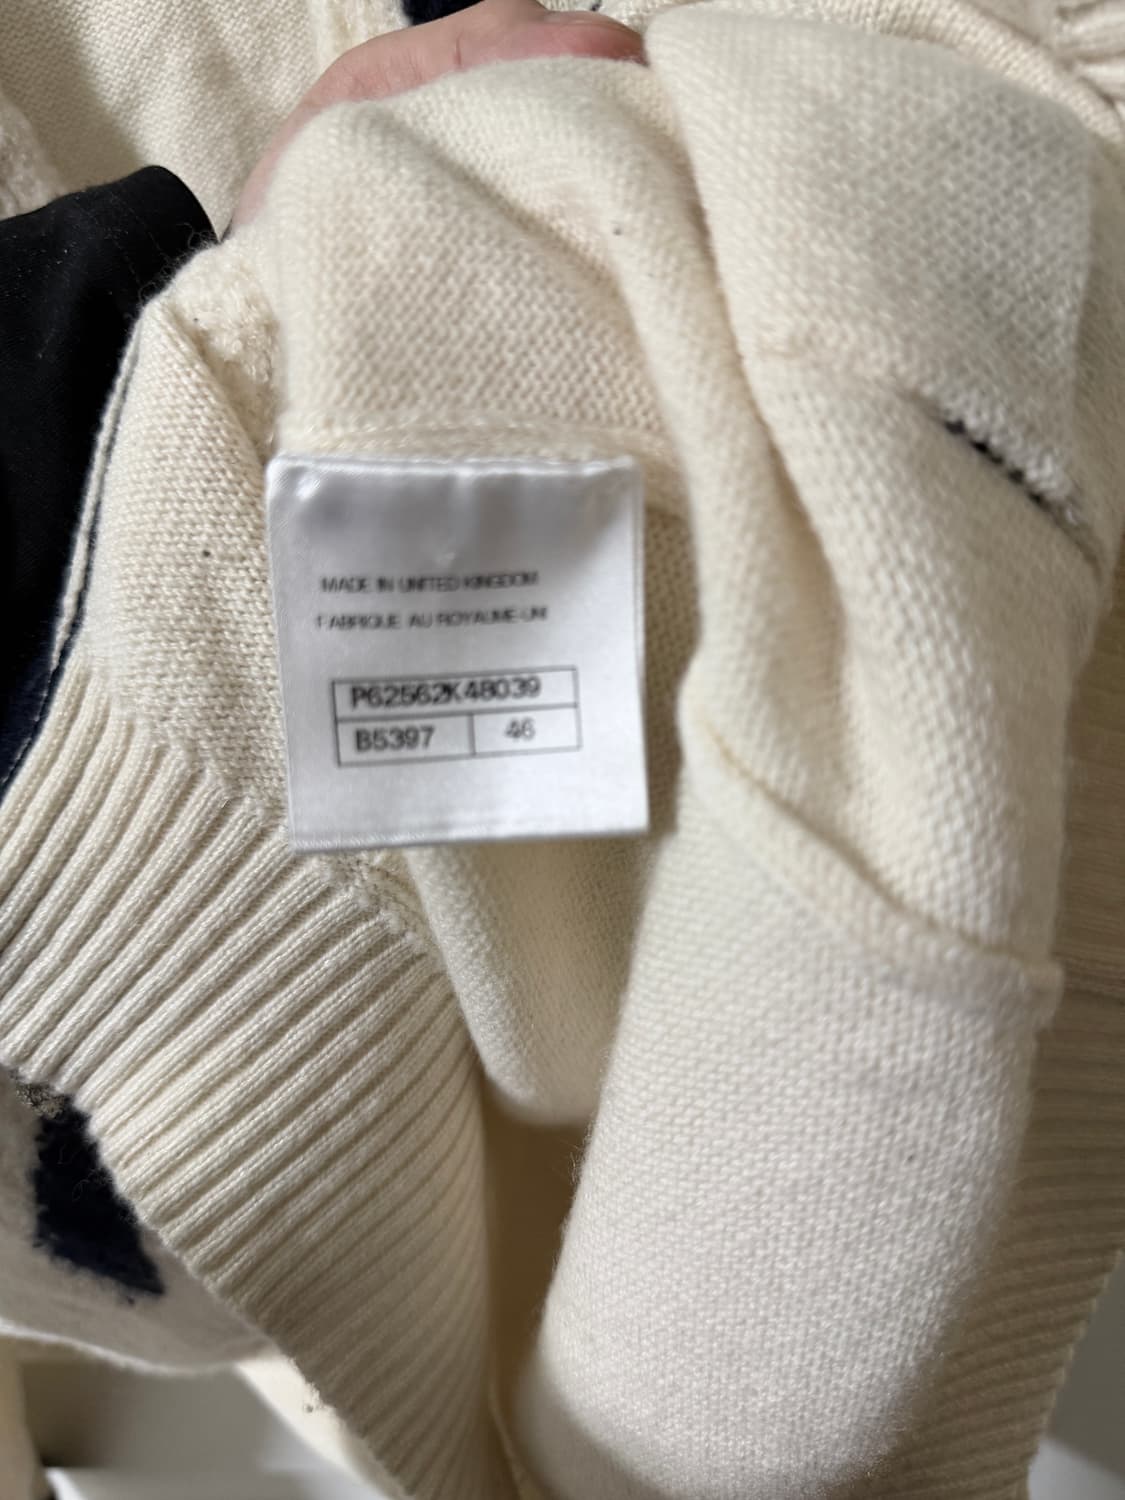 MADE IN UNITED KINGDOM
FABRIQUE AU ROYAUME-UNI
P62562K48039
B5397 46